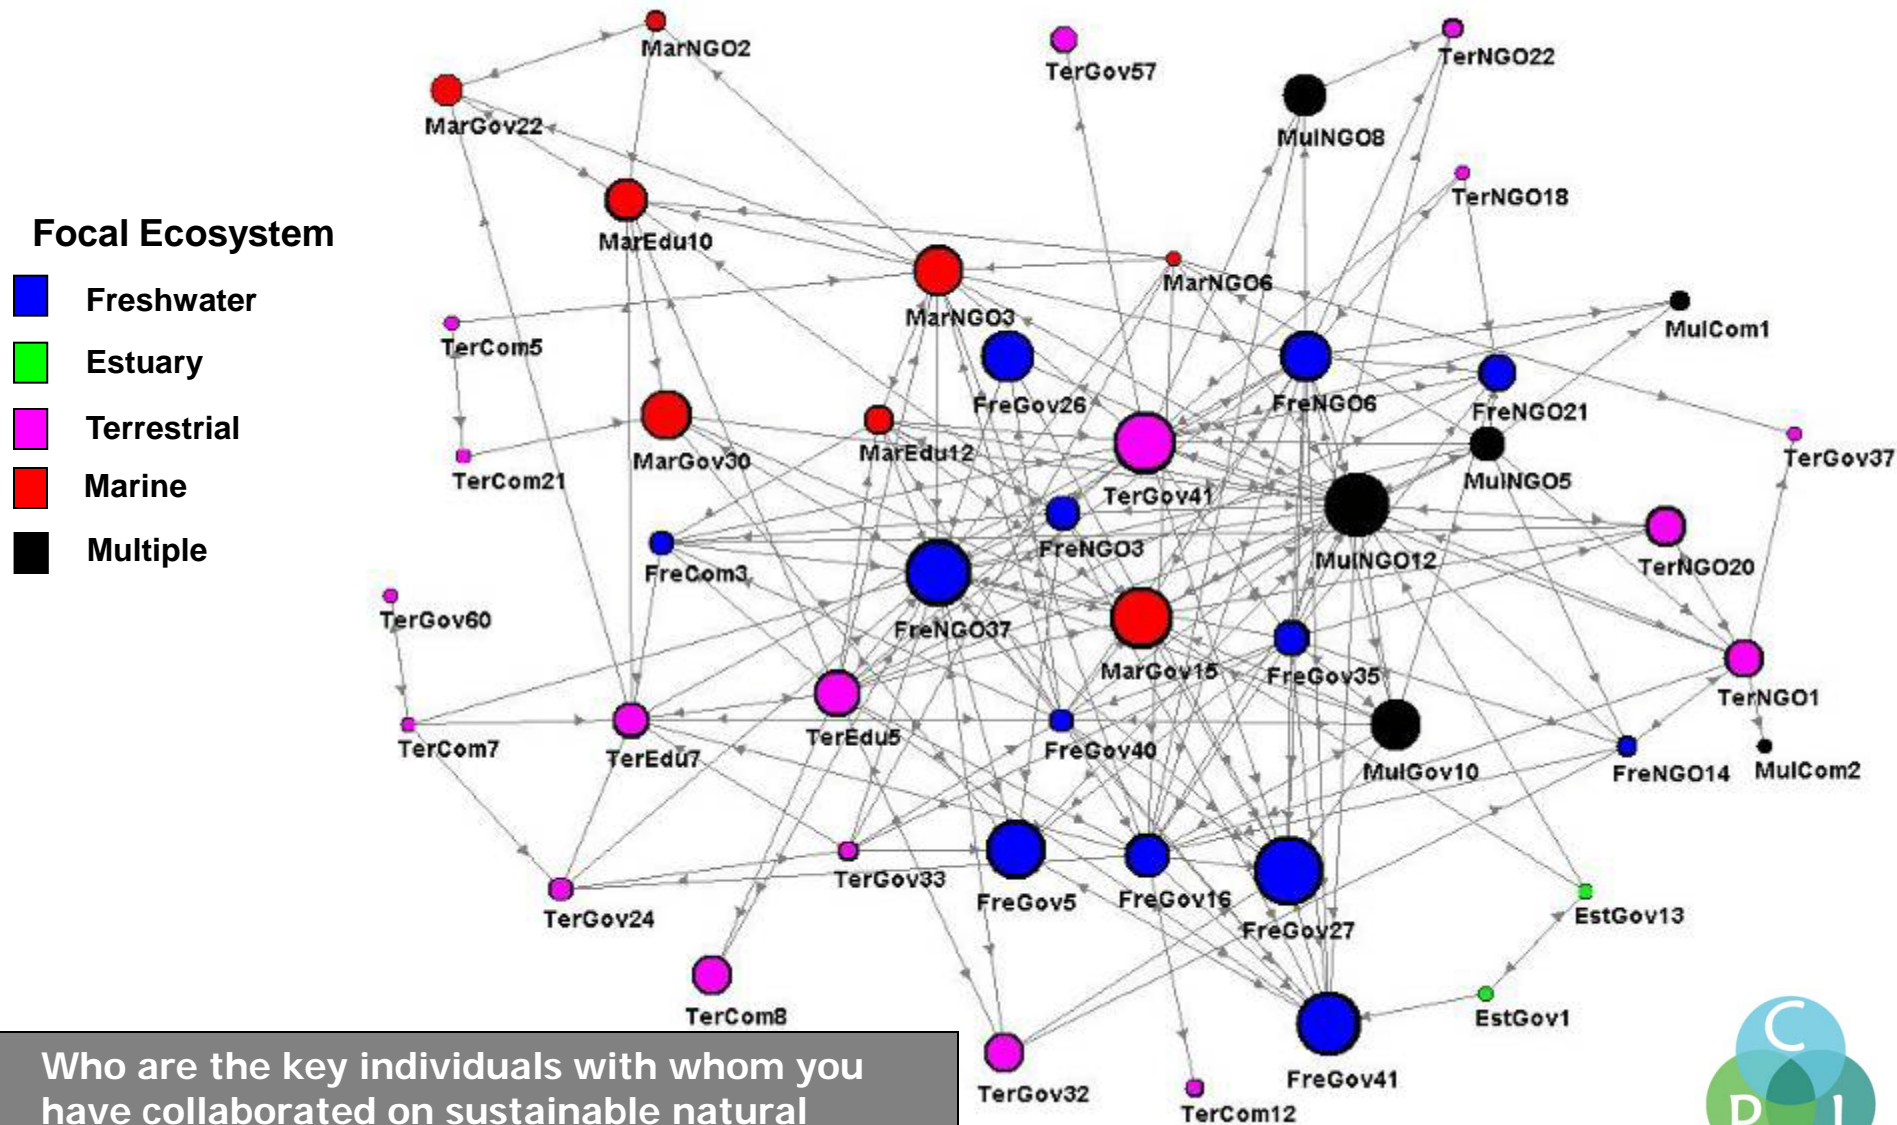 MarNGO2
TerGov57
TerNGO22
MarGov22
MulNGO8
TerNGO18
Focal Ecosystem
MarEdu10
MarNGO6
Freshwater
MarNGO3
MulCom1
TerCom5
Estuary
FreGov26
FreNGO6
FreNGO21
Terrestrial
MarGov30
MarEdu12
TerGov37
TerCom21
MulNGO5
Marine
TerGov41
Multiple
FreNGO3
MulNGO12
TerNGO20
FreCom3
TerGov60
FreNGO37
MarGov15
FreGov35
TerNGO1
TerCom7
TerEdu7
TerEdu5
FreGov40
MulGov10
FreNGO14
MulCom2
TerGov33
TerGov24
FreGov5
FreGov16
FreGov27
EstGov13
TerCom8
EstGov1
Who are the key individuals with whom you
have collaborated on sustainable natural
TerGov32
TerCom12
FreGov41
C
D I